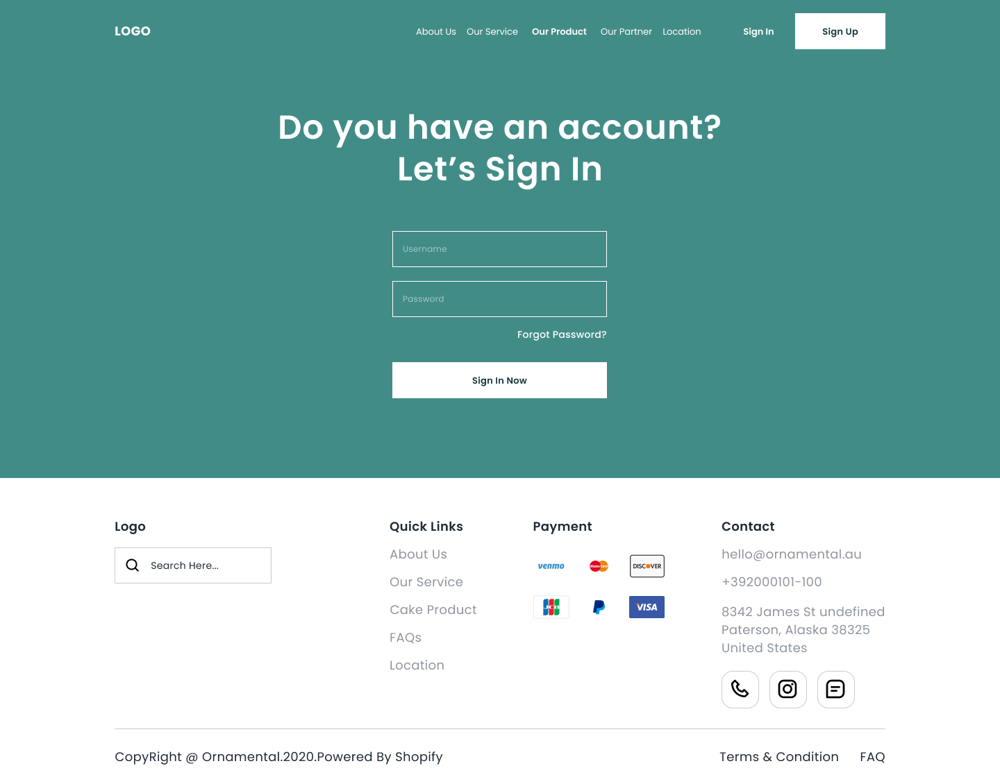 LOGO
About Us
Our Service
Our Product
Our Partner
Location
Sign In
Sign Up
Do you have an account?
Let’s Sign In
Username
Password
Forgot Password?
Sign In Now
Logo
Search Here...
Quick Links
About Us
Our Service
Cake Product
FAQs
Location
Payment
venmo
MasterCard
DISCOVER
JCB
VISA
Contact
hello@ornamental.au
+392000101-100
8342 James St undefined
Paterson, Alaska 38325
United States
CopyRight @ Ornamental.2020.Powered By Shopify
Terms & Condition
FAQ